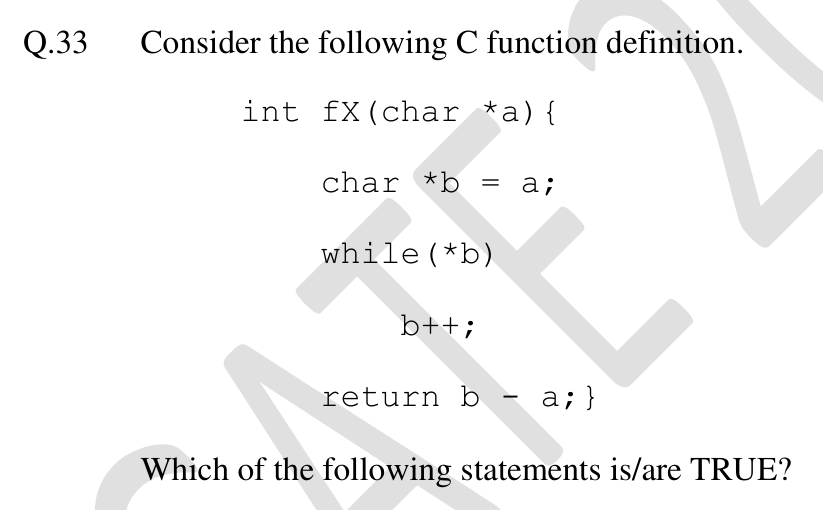 Q.33 Consider the following C function definition.
int fX(char *a){
char *b = a;
while(*b)
b++;
return b - a;}
Which of the following statements is/are TRUE?